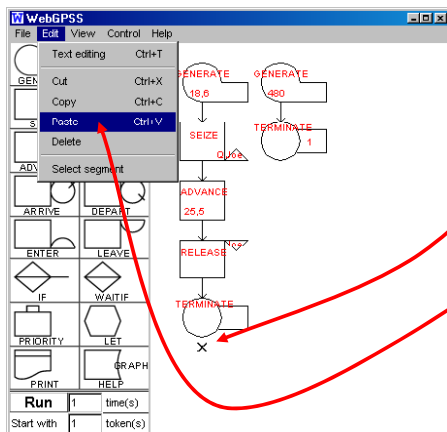 WebGPSS
File Edit View Control Help
Text editing Ctrl+T
Cut Ctrl+X
Copy Ctrl+C
Paste Ctrl+V
Delete
Select segment
GENERATE
18,6
SEIZE
ADVANCE
25,5
RELEASE
TERMINATE
GENERATE
480
TERMINATE
1
ARRIVE DEPART
ENTER LEAVE
IF WAITIF
PRIORITY LET
GRAPH
PRINT HELP
Run 1 time(s)
Start with 1 token(s)